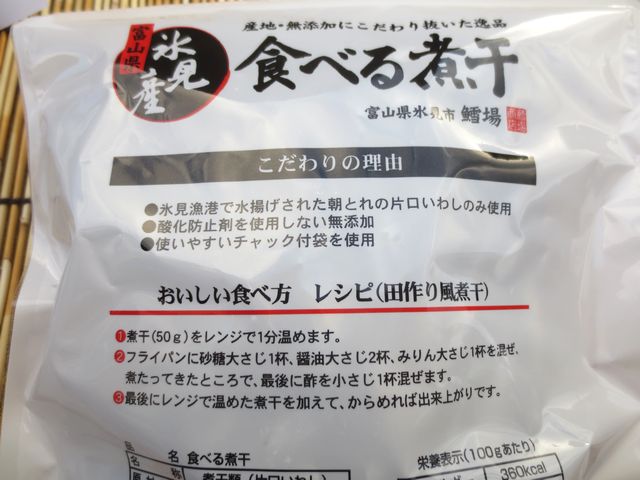 産地・無添加にこだわり抜いた逸品
富山県
氷見産
食べる煮干
富山県氷見市 鱈場
こだわりの理由
●氷見漁港で水揚げされた朝とれの片口いわしのみ使用
●酸化防止剤を使用しない無添加
●使いやすいチャック付袋を使用
おいしい食べ方 レシピ(田作り風煮干)
❶煮干(50g)をレンジで1分温めます。
❷フライパンに砂糖大さじ1杯、醤油大さじ2杯、みりん大さじ1杯を混ぜ、
煮たってきたところで、最後に酢を小さじ1杯混ぜます。
❸最後にレンジで温めた煮干を加えて、からめれば出来上がりです。
品 名 食べる煮干
栄養表示(100gあたり)
名 称 煮干類(片口いわし)
360kcal